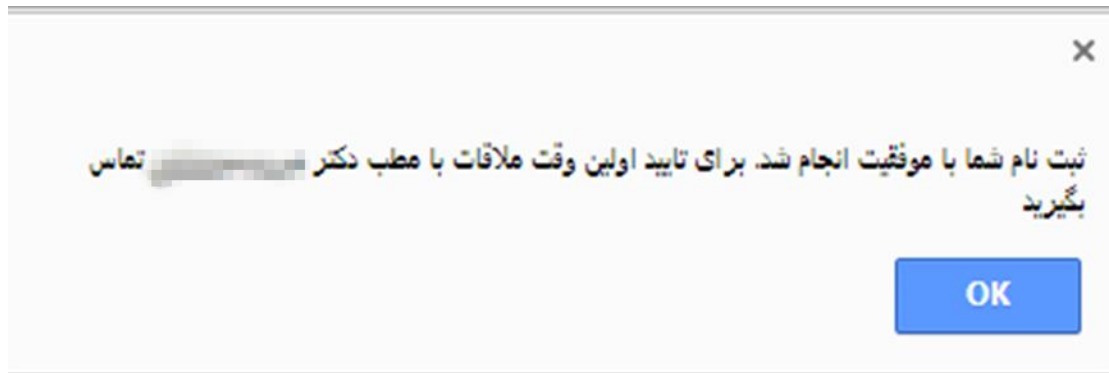 ثبت نام شما با موفقیت انجام شد. برای تایید اولین وقت ملاقات با مطب دکتر تماس
بگیرید
OK